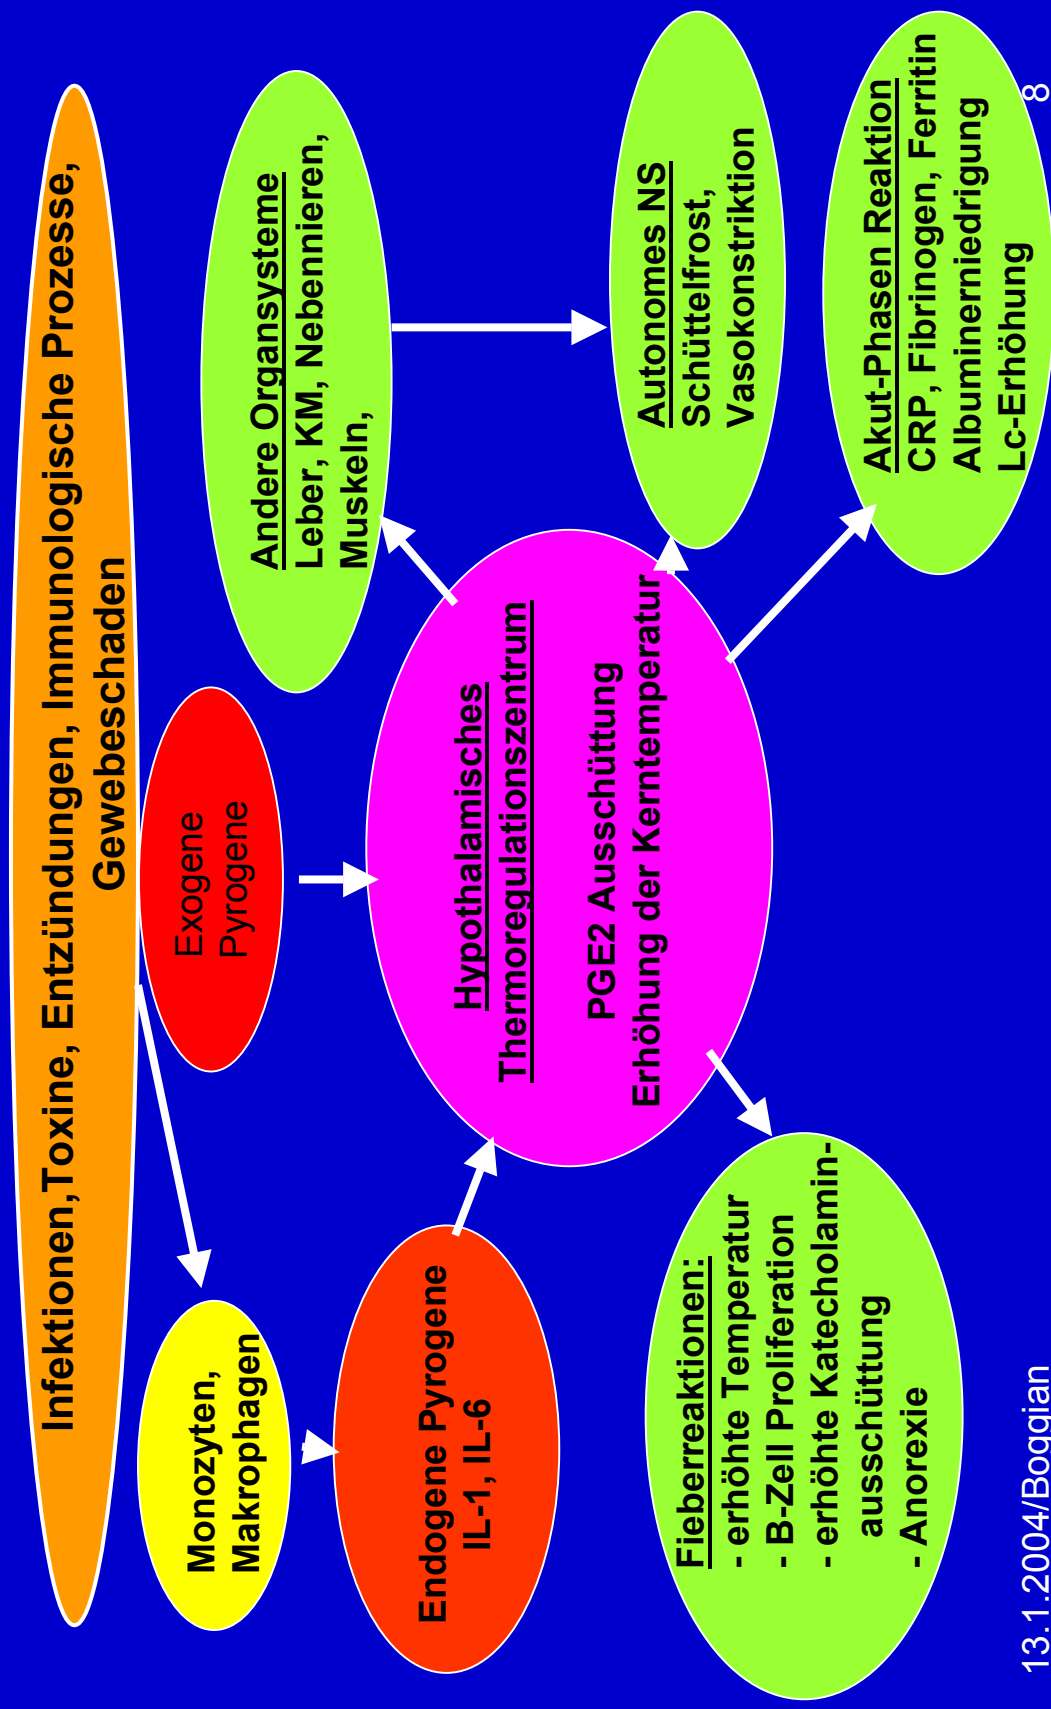 Infektionen,Toxine, Entzündungen, Immunologische Prozesse,
Gewebeschaden
Monozyten,
Makrophagen
Exogene
Pyrogene
Andere Organsysteme
Leber, KM, Nebennieren,
Muskeln,
Endogene Pyrogene
IL-1, IL-6
Hypothalamisches
Thermoregulationszentrum
PGE2 Ausschüttung
Erhöhung der Kerntemperatur
Autonomes NS
Schüttelfrost,
Vasokonstriktion
Fieberreaktionen:
- erhöhte Temperatur
- B-Zell Proliferation
- erhöhte Katecholamin-
ausschüttung
- Anorexie
Akut-Phasen Reaktion
CRP, Fibrinogen, Ferritin
Albuminerniedrigung
Lc-Erhöhung
13.1.2004/Boggian
8